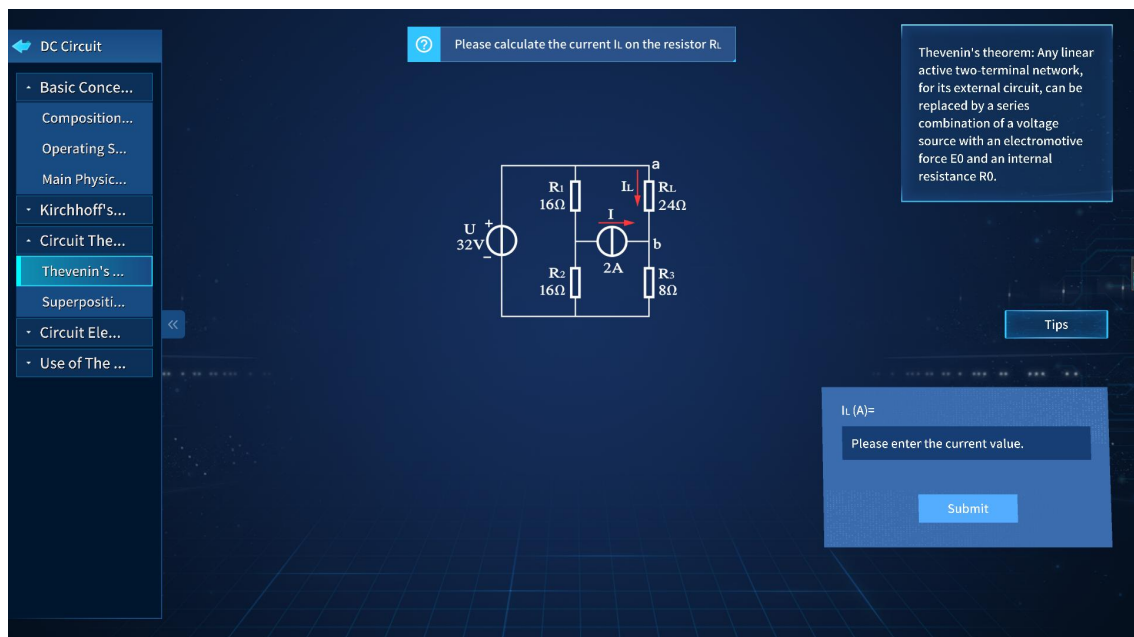 DC Circuit
Basic Conce...
Composition...
Operating S...
Main Physic...
Kirchhoff's...
Circuit The...
Thevenin's ...
Superpositi...
Circuit Ele...
Use of The ...
Please calculate the current IL on the resistor RL
a
R1
16Ω
IL
RL
24Ω
I
U
+
32V
−
b
2A
R2
16Ω
R3
8Ω
Thevenin's theorem: Any linear
active two-terminal network,
for its external circuit, can be
replaced by a series
combination of a voltage
source with an electromotive
force E0 and an internal
resistance R0.
Tips
IL (A)=
Please enter the current value.
Submit